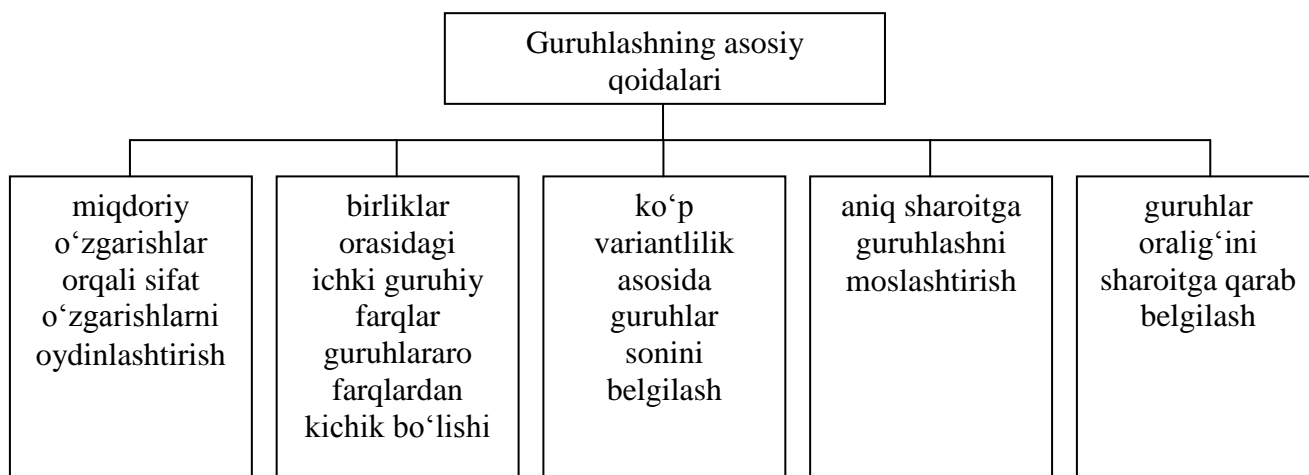 Guruhlashning asosiy
qoidalari
miqdoriy
o‘zgarishlar
orqali sifat
o‘zgarishlarni
oydinlashtirish
birliklar
orasidagi
ichki guruhiy
farqlar
guruhlararo
farqlardan
kichik bo‘lishi
ko‘p
variantlilik
asosida
guruhlar
sonini
belgilash
aniq sharoitga
guruhlashni
moslashtirish
guruhlar
oralig‘ini
sharoitga qarab
belgilash